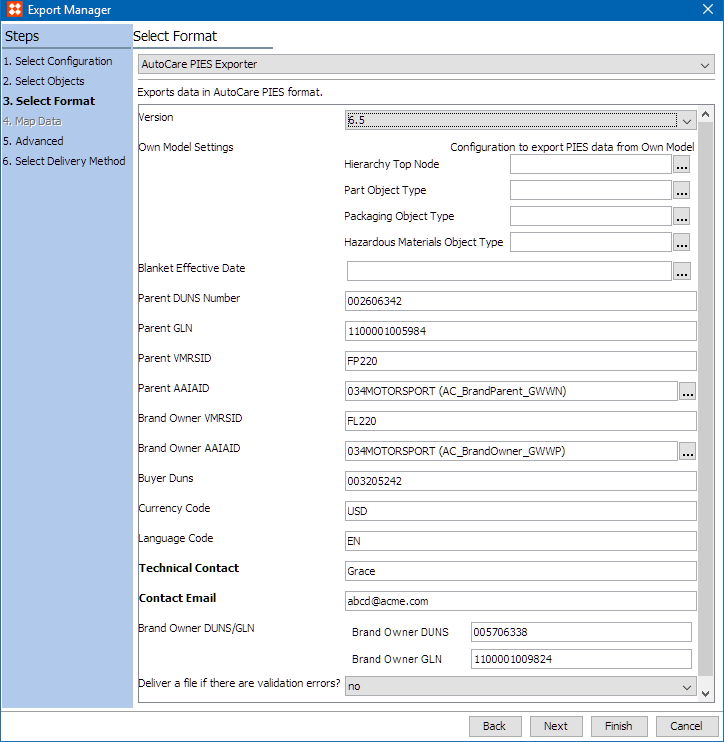 Export Manager
Steps
1. Select Configuration
2. Select Objects
3. Select Format
4. Map Data
5. Advanced
6. Select Delivery Method
Select Format
AutoCare PIES Exporter
Exports data in AutoCare PIES format.
Version 6.5
Own Model Settings Configuration to export PIES data from Own Model
Hierarchy Top Node ...
Part Object Type ...
Packaging Object Type ...
Hazardous Materials Object Type ...
Blanket Effective Date ...
Parent DUNS Number 002606342
Parent GLN 1100001005984
Parent VMRSID FP220
Parent AAIAID 034MOTORSPORT (AC_BrandParent_GWWN) ...
Brand Owner VMRSID FL220
Brand Owner AAIAID 034MOTORSPORT (AC_BrandOwner_GWWP) ...
Buyer Duns 003205242
Currency Code USD
Language Code EN
Technical Contact Grace
Contact Email abcd@acme.com
Brand Owner DUNS/GLN Brand Owner DUNS 005706338
Brand Owner GLN 1100001009824
Deliver a file if there are validation errors? no
Back Next Finish Cancel